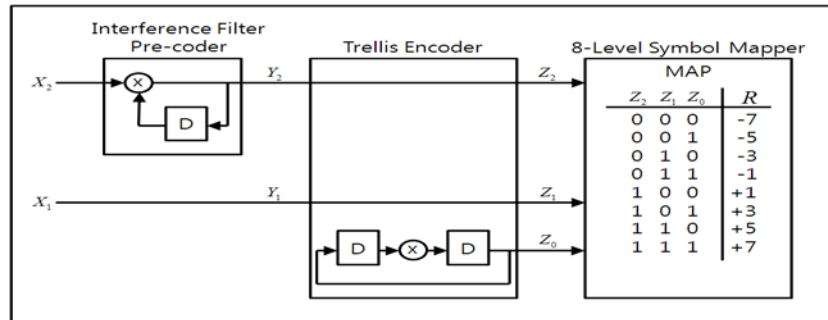 Interference Filter
Pre-coder
Trellis Encoder
8-Level Symbol Mapper
MAP
X₂
X
D
Y₂
Z₂
X₁
Y₁
Z₁
D
X
D
Z₀
Z₂ Z₁ Z₀ R
0 0 0 -7
0 0 1 -5
0 1 0 -3
0 1 1 -1
1 0 0 +1
1 0 1 +3
1 1 0 +5
1 1 1 +7